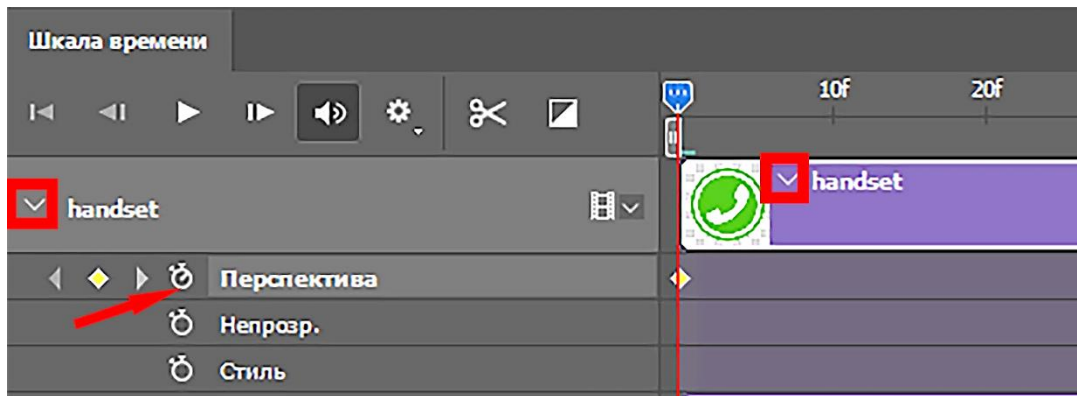 Шкала времени
10f 20f
handset
handset
Перспектива
Непрозр.
Стиль